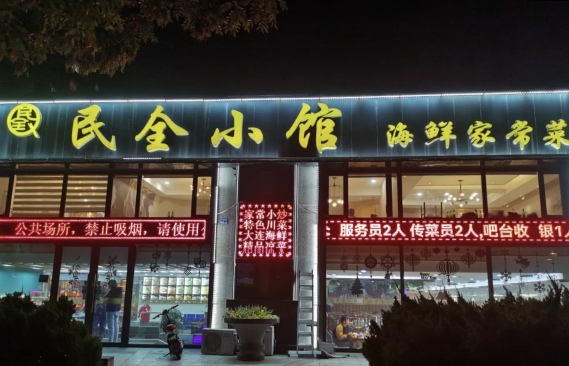 民全小馆
海鲜家常菜
公共场所，禁止吸烟，请使用
家常小炒
特色川菜
大连海鲜
精品凉菜
服务员2人 传菜员2人,吧台收 银1人